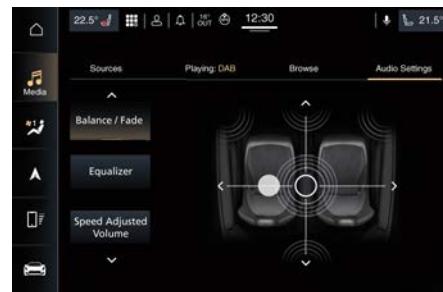 22.5°
16°
OUT
12:30
21.5°
Sources
Playing: DAB
Browse
Audio Settings
Media
Balance / Fade
Equalizer
Speed Adjusted
Volume